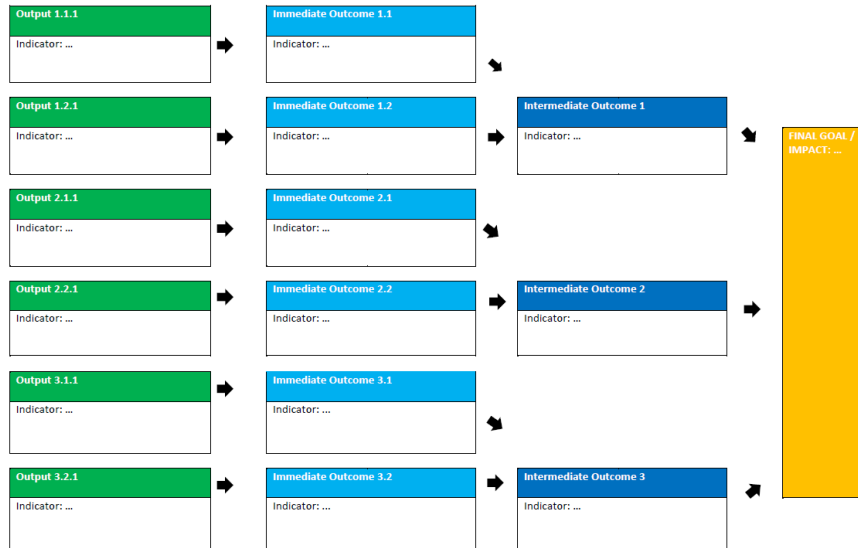 Output 1.1.1
Indicator: ...
Immediate Outcome 1.1
Indicator: ...
Output 1.2.1
Indicator: ...
Immediate Outcome 1.2
Indicator: ...
Intermediate Outcome 1
Indicator: ...
FINAL GOAL /
IMPACT: ...
Output 2.1.1
Indicator: ...
Immediate Outcome 2.1
Indicator: ...
Output 2.2.1
Indicator: ...
Immediate Outcome 2.2
Indicator: ...
Intermediate Outcome 2
Indicator: ...
Output 3.1.1
Indicator: ...
Immediate Outcome 3.1
Indicator: ...
Output 3.2.1
Indicator: ...
Immediate Outcome 3.2
Indicator: ...
Intermediate Outcome 3
Indicator: ...